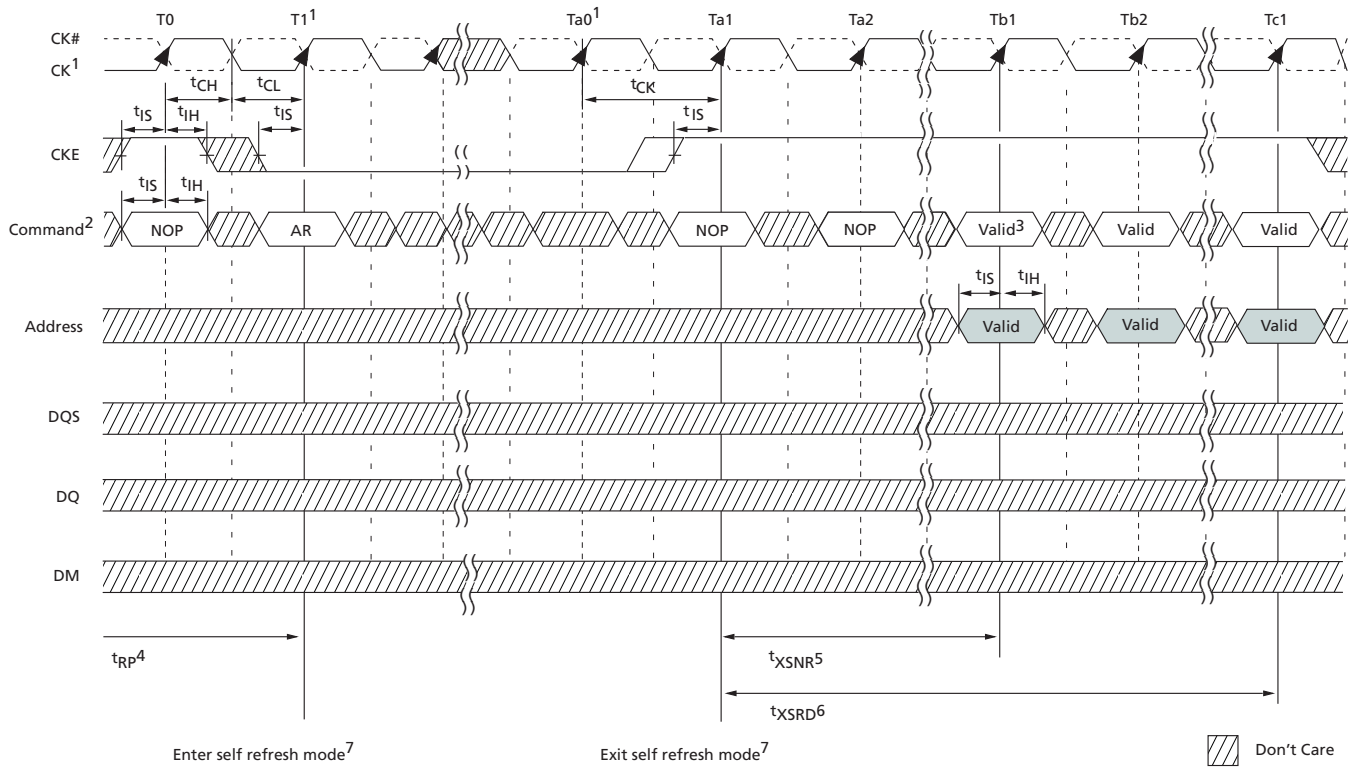 T0 T1¹ Ta0¹ Ta1 Ta2 Tb1 Tb2 Tc1
CK#
CK¹
tCH tCL tCK
tIS tIH tIS tIS
CKE
tIS tIH
Command² NOP AR NOP NOP Valid³ Valid Valid
tIS tIH
Address Valid Valid Valid
DQS
DQ
DM
tRP⁴ tXSNR⁵
tXSRD⁶
Enter self refresh mode⁷ Exit self refresh mode⁷ Don't Care